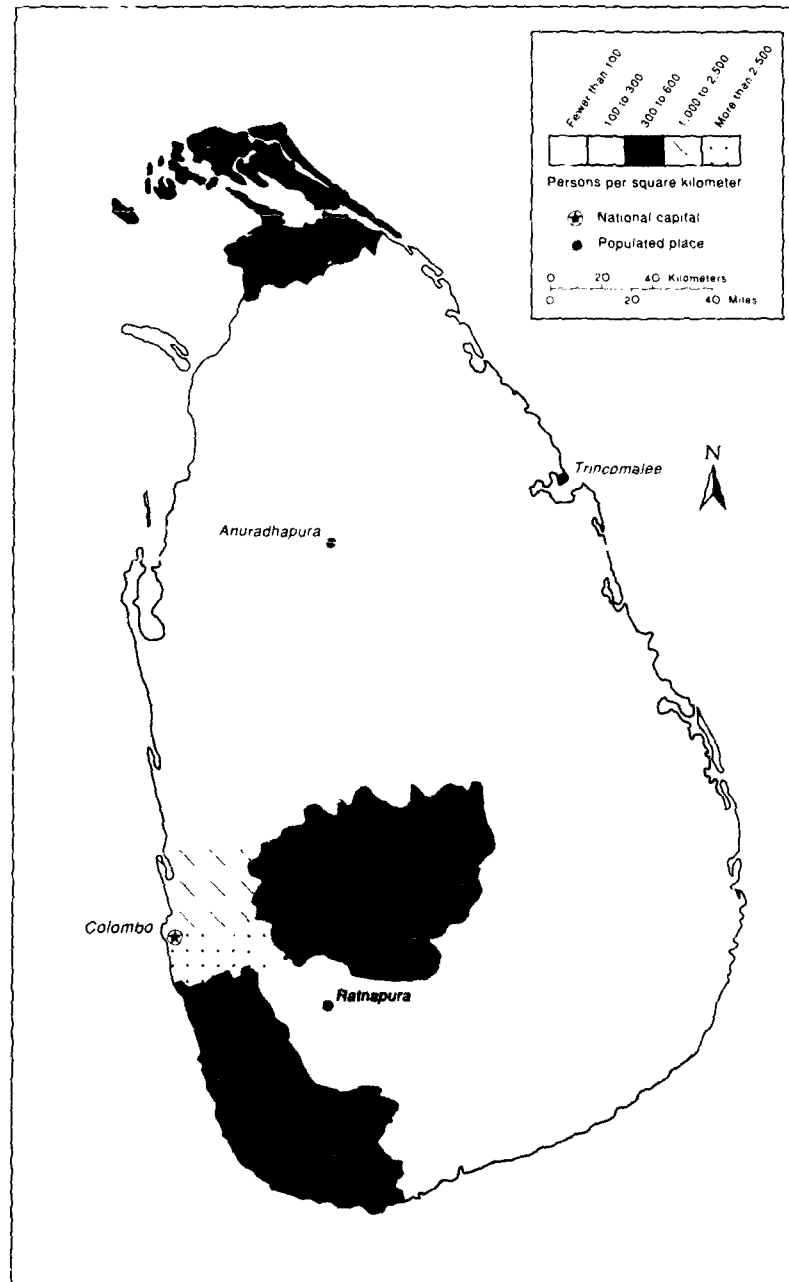 Fewer than 100
100 to 300
300 to 600
1.000 to 2.500
More than 2.500
Persons per square kilometer
National capital
Populated place
0 20 40 Kilometers
0 20 40 Miles
N
Trincomalee
Anuradhapura
Colombo
Ratnapura